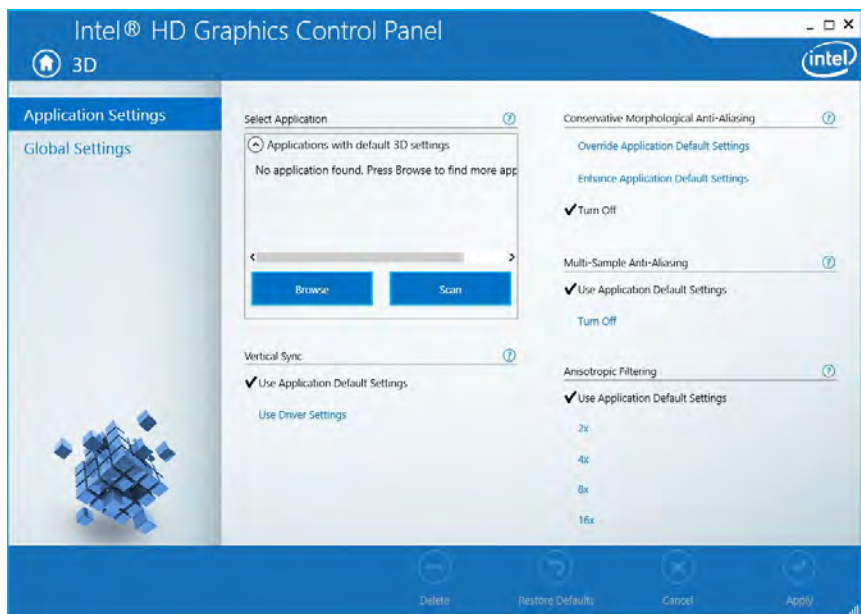 Intel® HD Graphics Control Panel
3D
intel
Application Settings
Global Settings
Select Application
Applications with default 3D settings
No application found. Press Browse to find more app
Browse
Scan
Vertical Sync
Use Application Default Settings
Use Driver Settings
Conservative Morphological Anti-Aliasing
Override Application Default Settings
Enhance Application Default Settings
Turn Off
Multi-Sample Anti-Aliasing
Use Application Default Settings
Turn Off
Anisotropic Filtering
Use Application Default Settings
2x
4x
8x
16x
Delete
Restore Defaults
Cancel
Apply